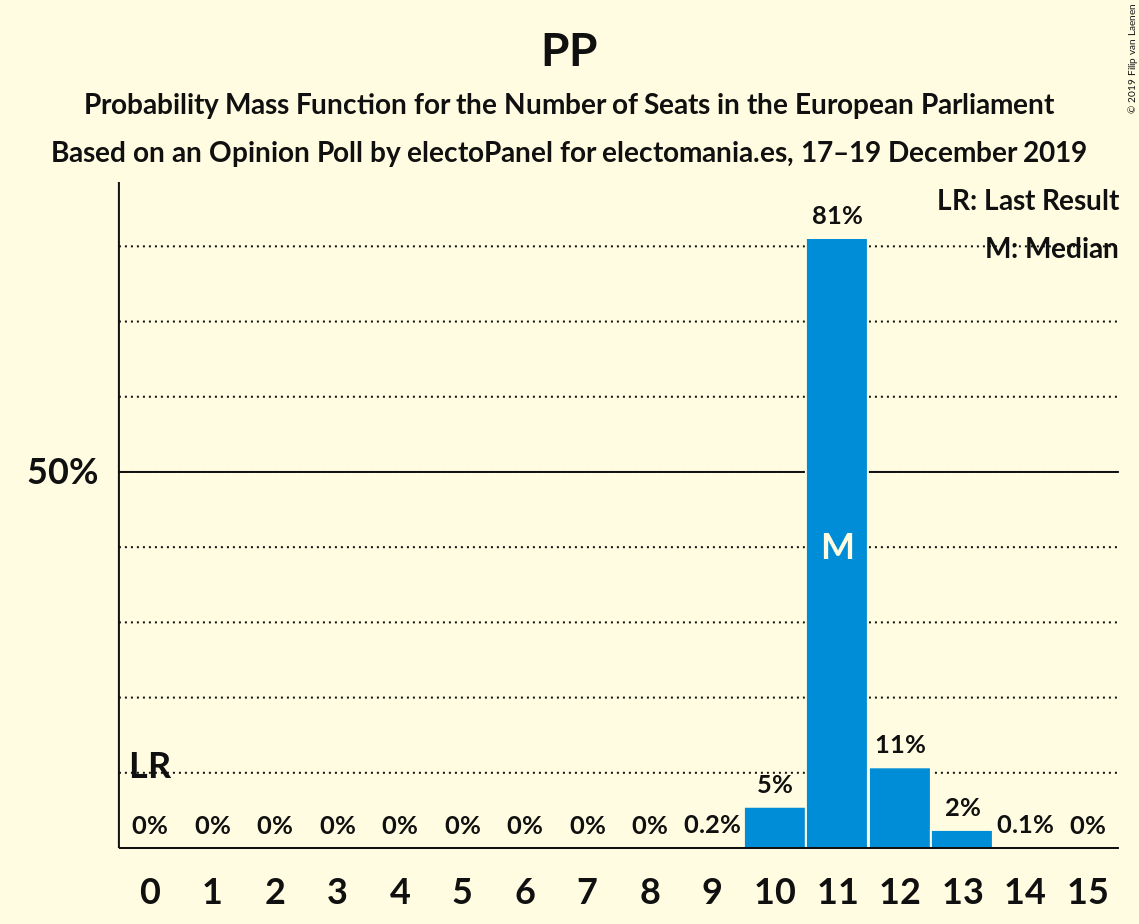 PP
Probability Mass Function for the Number of Seats in the European Parliament
Based on an Opinion Poll by electoPanel for electomania.es, 17–19 December 2019
© 2019 Filip van Laenen
LR: Last Result
M: Median
81%
50%
M
LR
11%
5%
2%
0% 0% 0% 0% 0% 0% 0% 0% 0% 0.2% 0.1% 0%
0 1 2 3 4 5 6 7 8 9 10 11 12 13 14 15